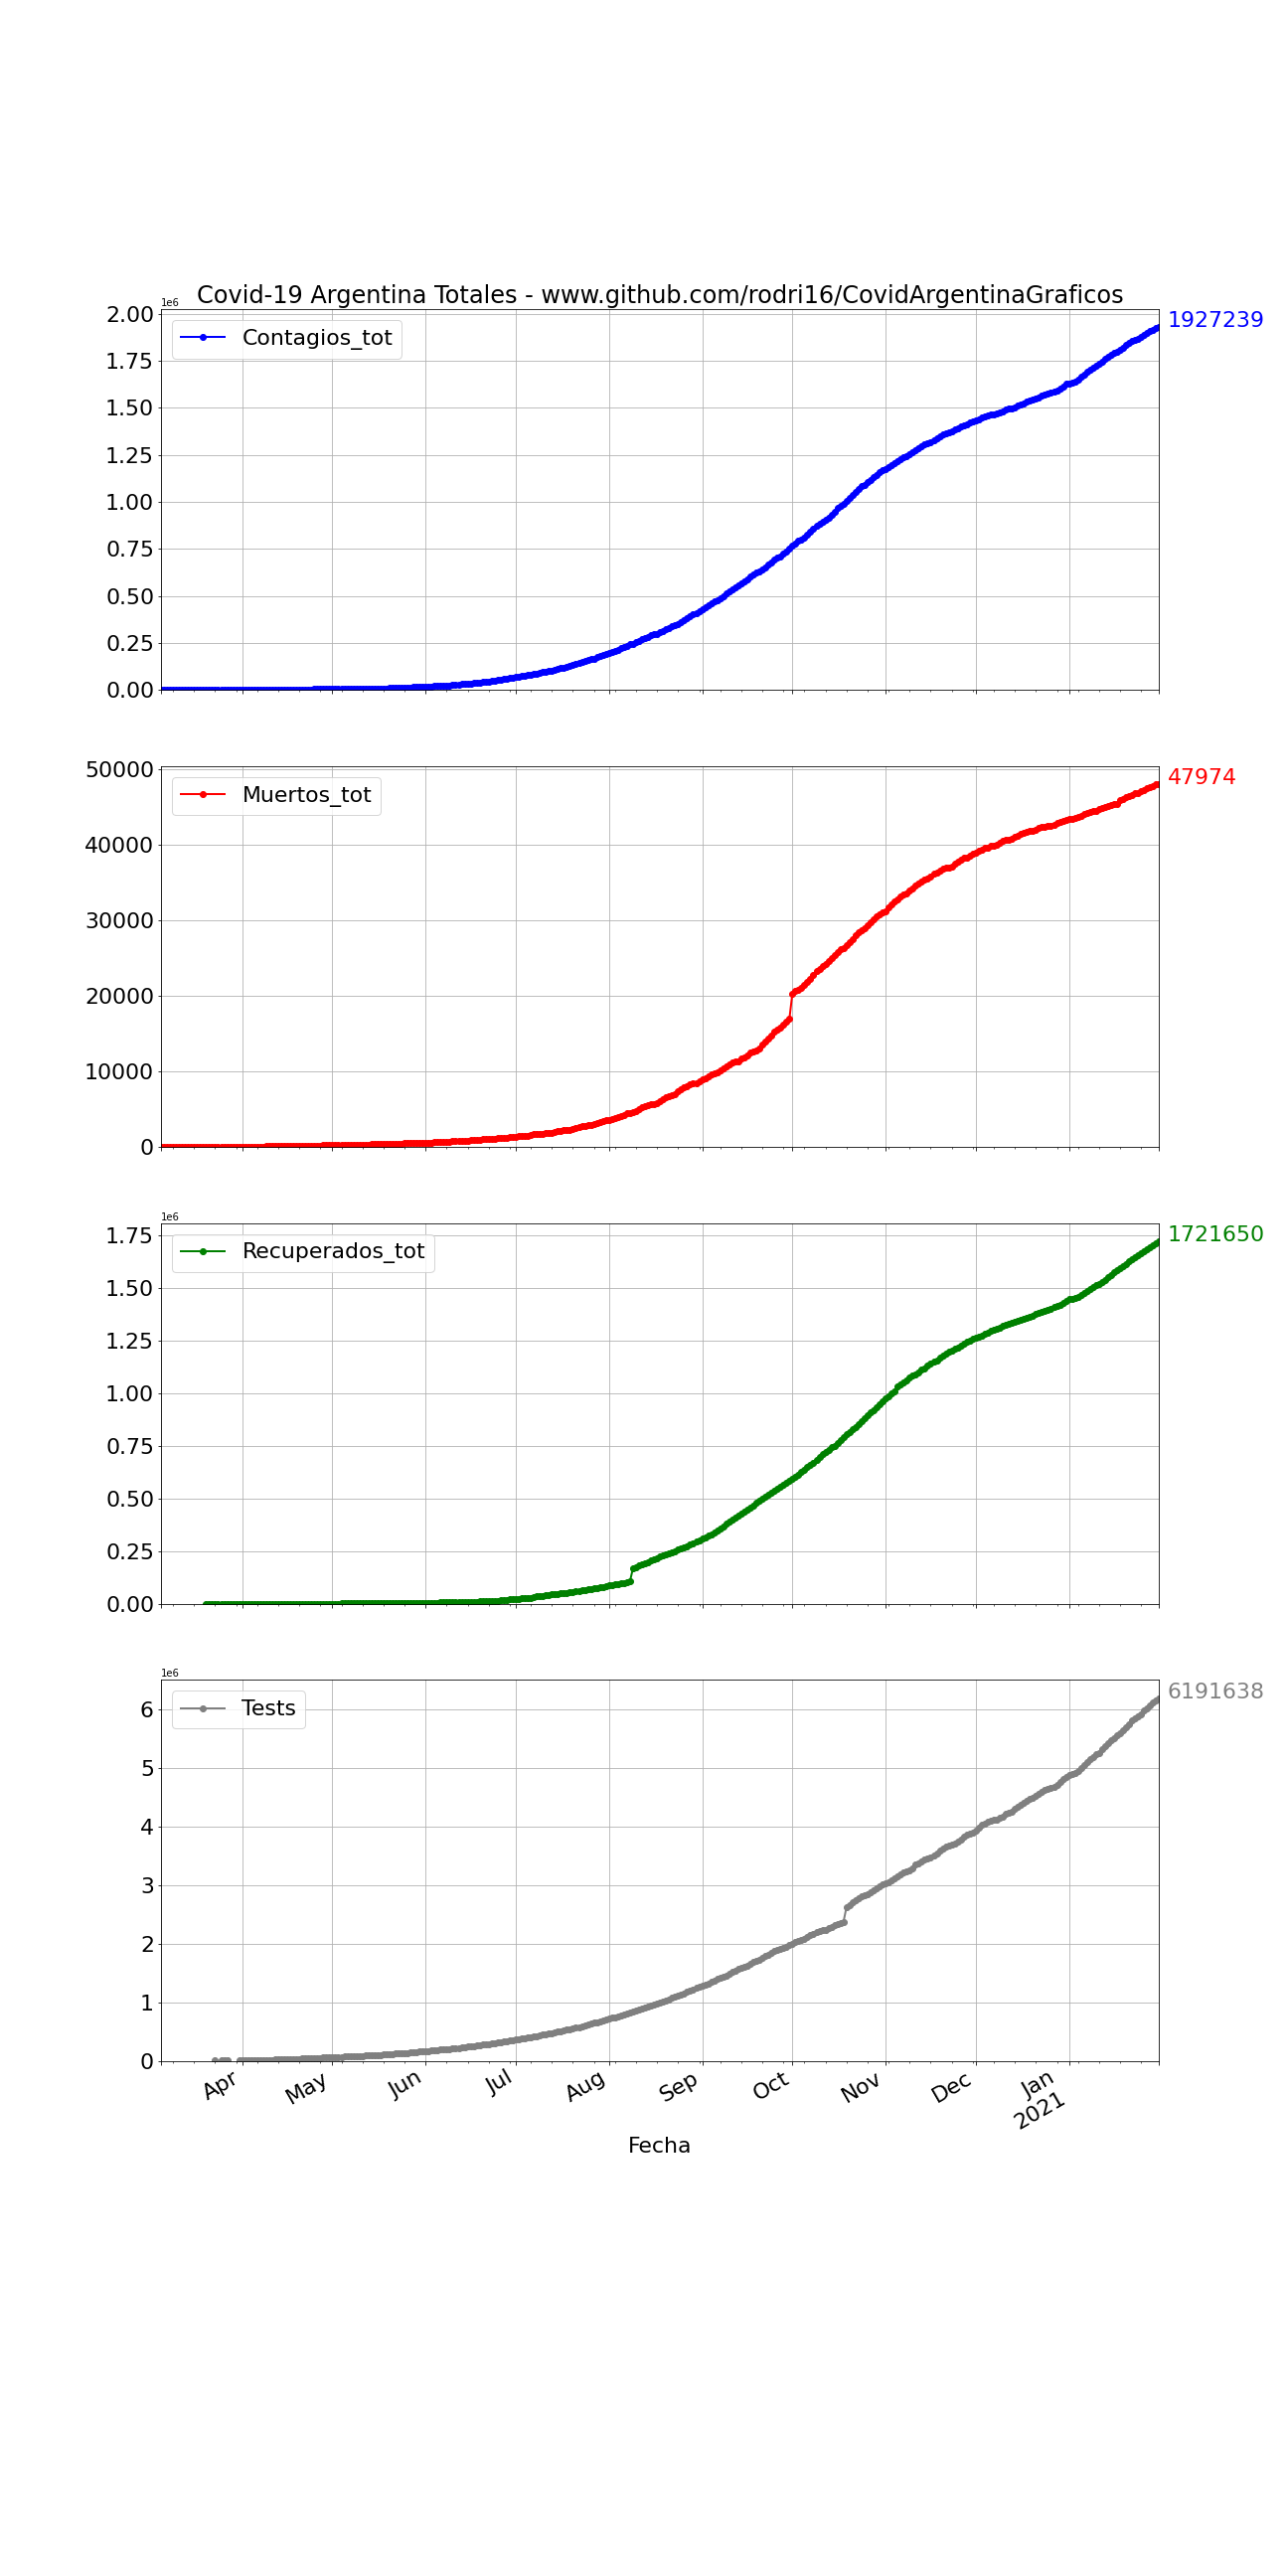 Covid-19 Argentina Totales - www.github.com/rodri16/CovidArgentinaGraficos
1e6
2.00
1.75
1.50
1.25
1.00
0.75
0.50
0.25
0.00
Contagios_tot
1927239
50000
40000
30000
20000
10000
0
Muertos_tot
47974
1e6
1.75
1.50
1.25
1.00
0.75
0.50
0.25
0.00
Recuperados_tot
1721650
1e6
6
5
4
3
2
1
0
Tests
6191638
Apr
May
Jun
Jul
Aug
Sep
Oct
Nov
Dec
Jan
2021
Fecha